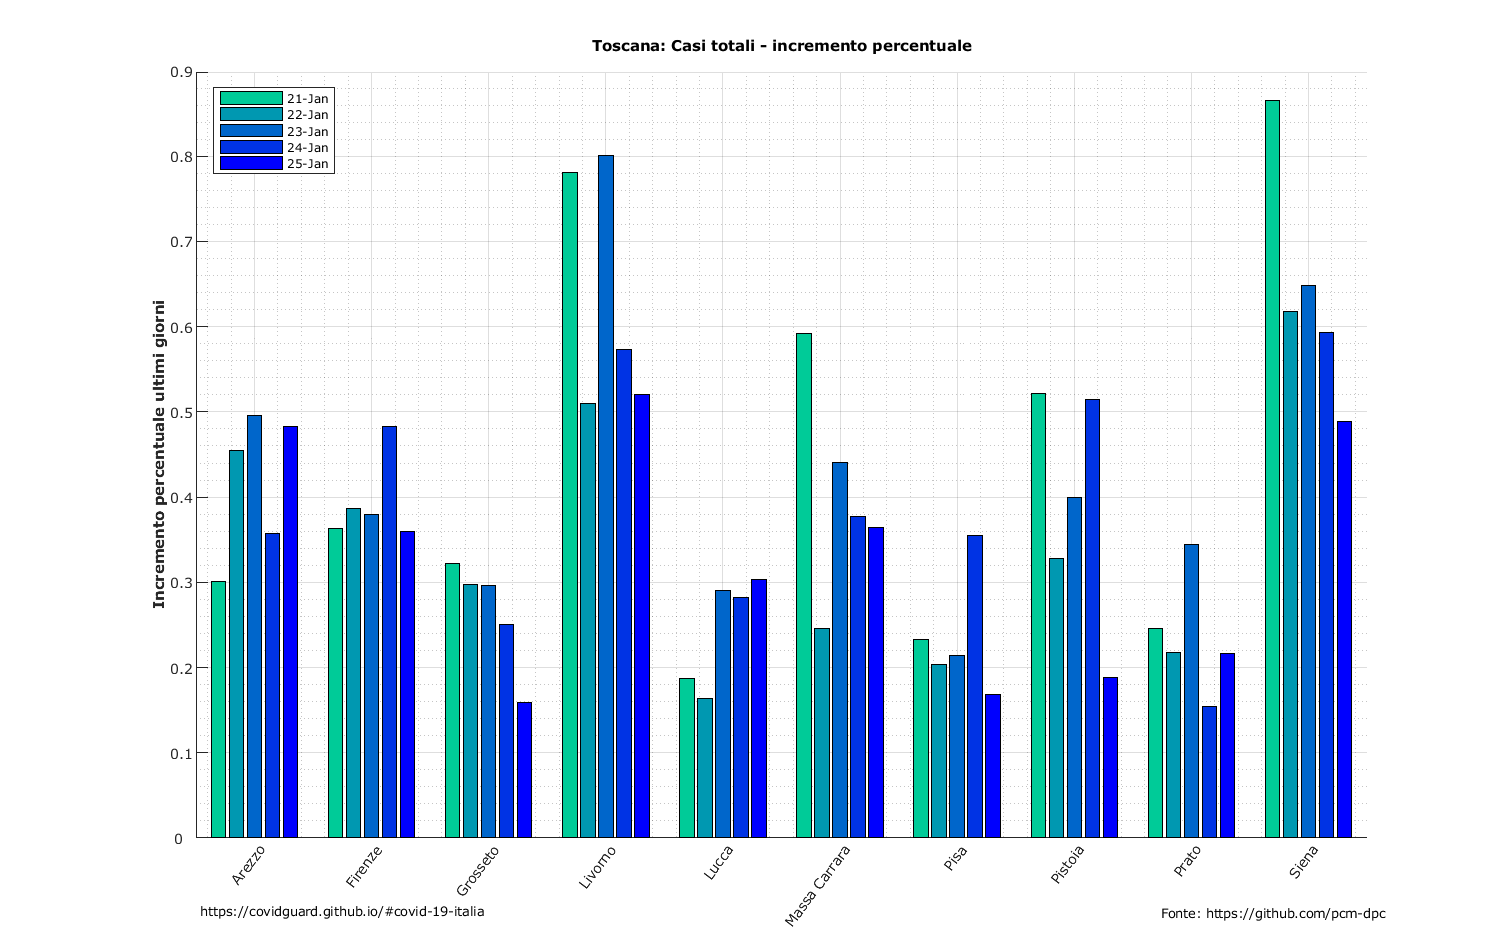 Toscana: Casi totali - incremento percentuale
Incremento percentuale ultimi giorni
0.9
0.8
0.7
0.6
0.5
0.4
0.3
0.2
0.1
0
21-Jan
22-Jan
23-Jan
24-Jan
25-Jan
Arezzo
Firenze
Grosseto
Livorno
Lucca
Massa Carrara
Pisa
Pistoia
Prato
Siena
https://covidguard.github.io/#covid-19-italia
Fonte: https://github.com/pcm-dpc